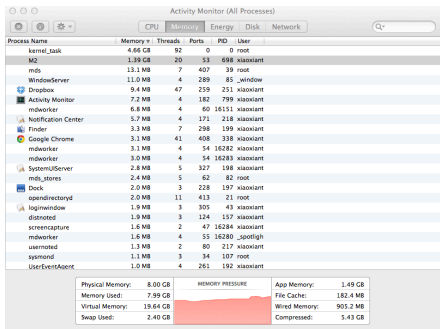 Activity Monitor (All Processes)
CPU Memory Energy Disk Network
Process Name Memory Threads Ports PID User
kernel_task 4.66 GB 92 0 0 root
M2 1.39 GB 20 53 698 xiaoxiant
mds 13.1 MB 7 407 39 root
WindowServer 11.0 MB 4 289 85 _window
Dropbox 9.4 MB 47 259 251 xiaoxiant
Activity Monitor 7.2 MB 4 182 799 xiaoxiant
mdworker 6.8 MB 4 60 16151 xiaoxiant
Notification Center 5.7 MB 4 171 218 xiaoxiant
Finder 3.3 MB 7 298 199 xiaoxiant
Google Chrome 3.1 MB 41 408 338 xiaoxiant
mdworker 3.1 MB 4 54 16282 xiaoxiant
mdworker 3.0 MB 4 54 16283 xiaoxiant
SystemUIServer 2.8 MB 5 327 198 xiaoxiant
mds_stores 2.4 MB 5 62 82 root
Dock 2.0 MB 3 228 197 xiaoxiant
opendirectoryd 2.0 MB 11 413 21 root
loginwindow 1.9 MB 3 305 43 xiaoxiant
distnoted 1.9 MB 3 124 157 xiaoxiant
screencapture 1.6 MB 2 47 16284 xiaoxiant
mdworker 1.6 MB 4 55 16280 _spotligh
usernoted 1.3 MB 2 80 217 xiaoxiant
sysmond 1.1 MB 3 34 107 root
UserEventAgent 1.0 MB 4 261 192 xiaoxiant
Physical Memory: 8.00 GB MEMORY PRESSURE App Memory: 1.49 GB
Memory Used: 7.99 GB File Cache: 182.4 MB
Virtual Memory: 19.64 GB Wired Memory: 905.2 MB
Swap Used: 2.40 GB Compressed: 5.43 GB